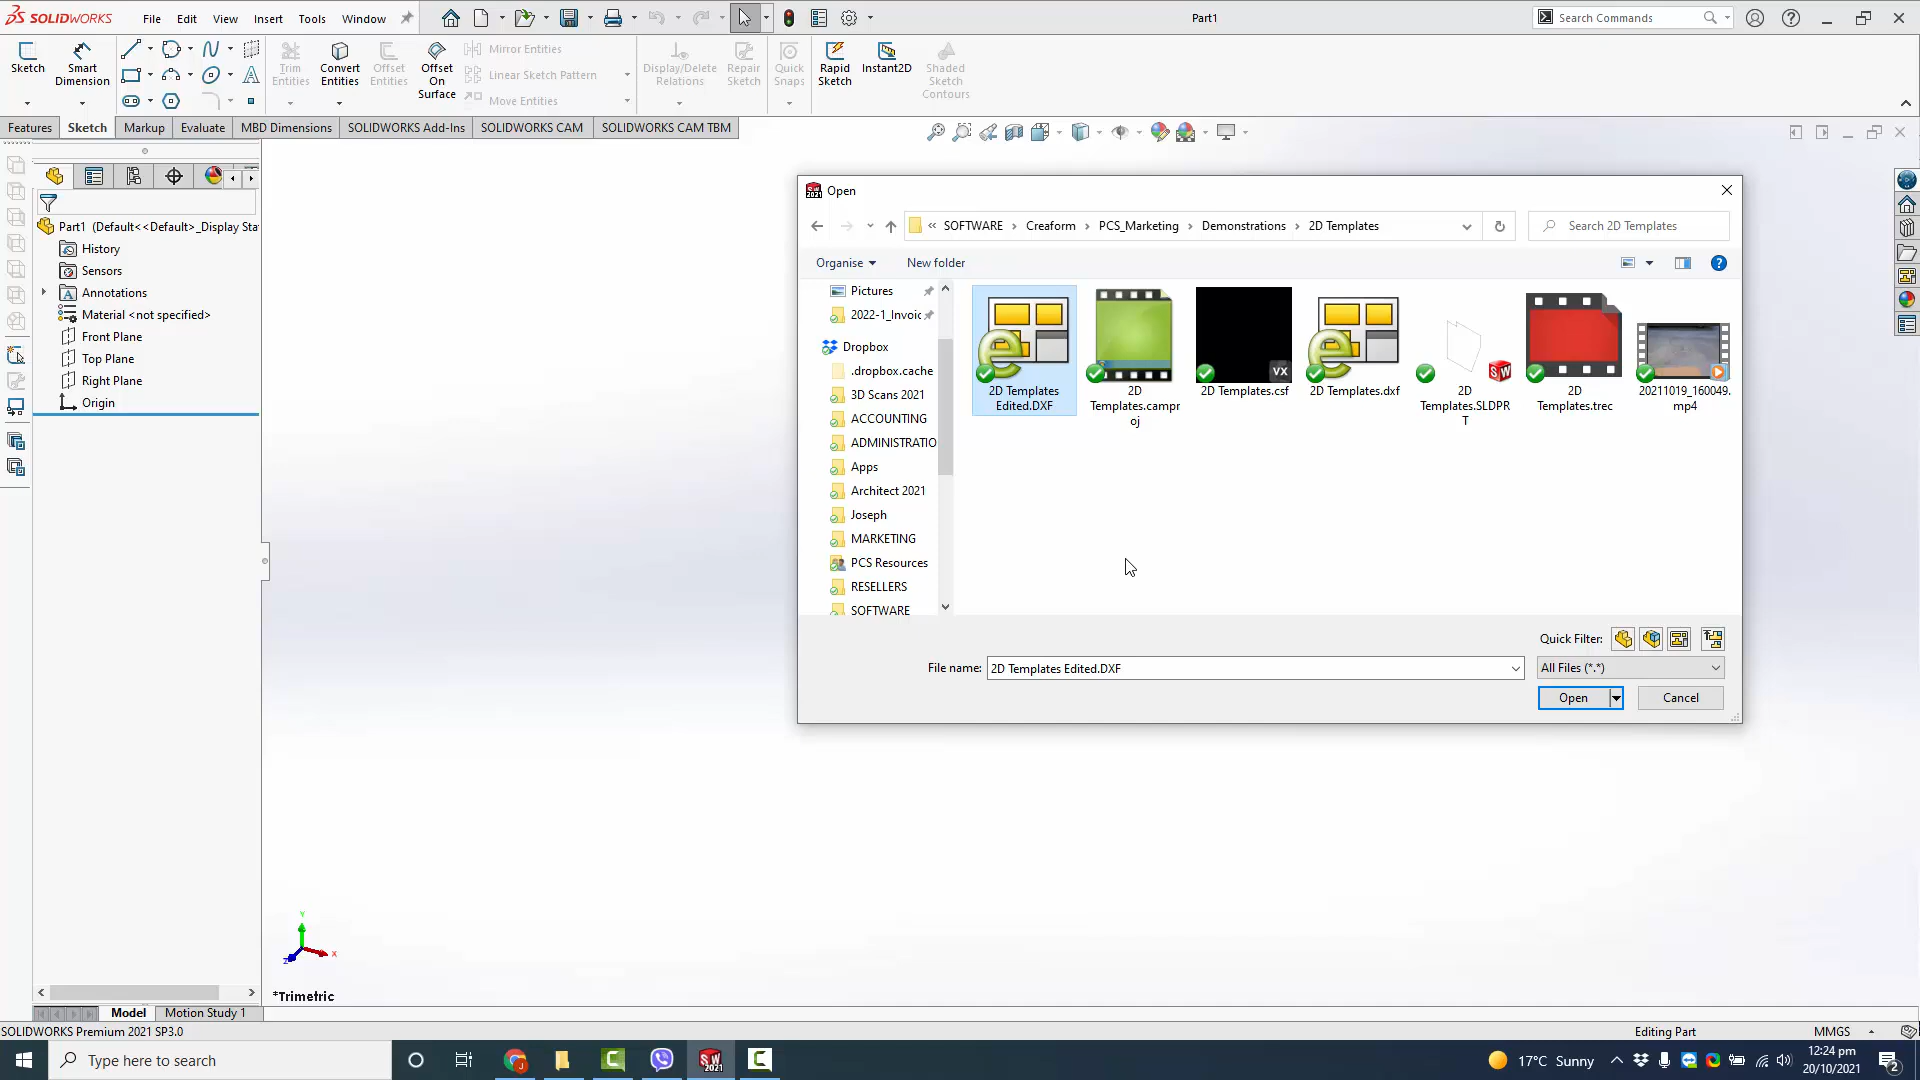 SOLIDWORKS File Edit View Insert Tools Window Part1 Search Commands
Sketch Smart Dimension Trim Entities Convert Entities Offset Entities Offset On Surface Mirror Entities Linear Sketch Pattern Move Entities Display/Delete Relations Repair Sketch Quick Snaps Rapid Sketch Instant2D Shaded Sketch Contours
Features Sketch Markup Evaluate MBD Dimensions SOLIDWORKS Add-Ins SOLIDWORKS CAM SOLIDWORKS CAM TBM
Part1 (Default<<Default>_Display Sta
History
Sensors
Annotations
Material <not specified>
Front Plane
Top Plane
Right Plane
Origin
Open
« SOFTWARE › Creaform › PCS_Marketing › Demonstrations › 2D Templates Search 2D Templates
Organise New folder
Pictures
2022-1_Invoic
Dropbox
.dropbox.cache
3D Scans 2021
ACCOUNTING
ADMINISTRATIO
Apps
Architect 2021
Joseph
MARKETING
PCS Resources
RESELLERS
SOFTWARE
2D Templates Edited.DXF
2D Templates.camproj
VX
2D Templates.csf
2D Templates.dxf
2D Templates.SLDPRT
2D Templates.trec
20211019_160049.mp4
Quick Filter:
File name: 2D Templates Edited.DXF All Files (*.*)
Open Cancel
Y
X
Z
*Trimetric
Model Motion Study 1
SOLIDWORKS Premium 2021 SP3.0 Editing Part MMGS
Type here to search 17°C Sunny 12:24 pm
20/10/2021
2